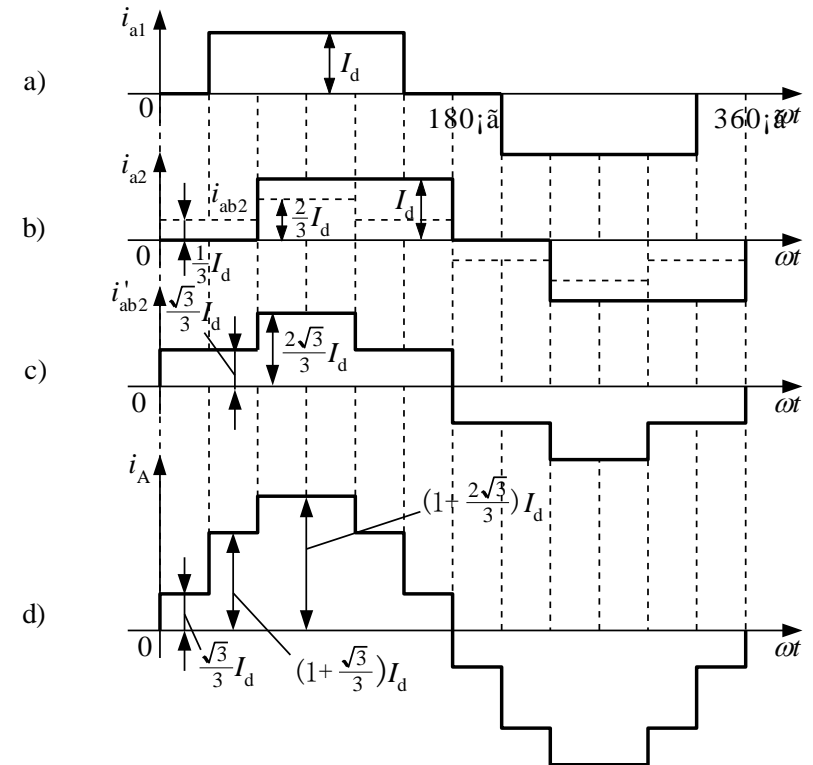 i_a1
a)
I_d
0
180¡ã
360¡ã
ωt
i_a2
i_ab2
I_d
2/3 I_d
b)
0
1/3 I_d
ωt
i'_ab2
√3/3 I_d
2√3/3 I_d
c)
0
ωt
i_A
(1+ 2√3/3) I_d
d)
0
√3/3 I_d
(1+ √3/3) I_d